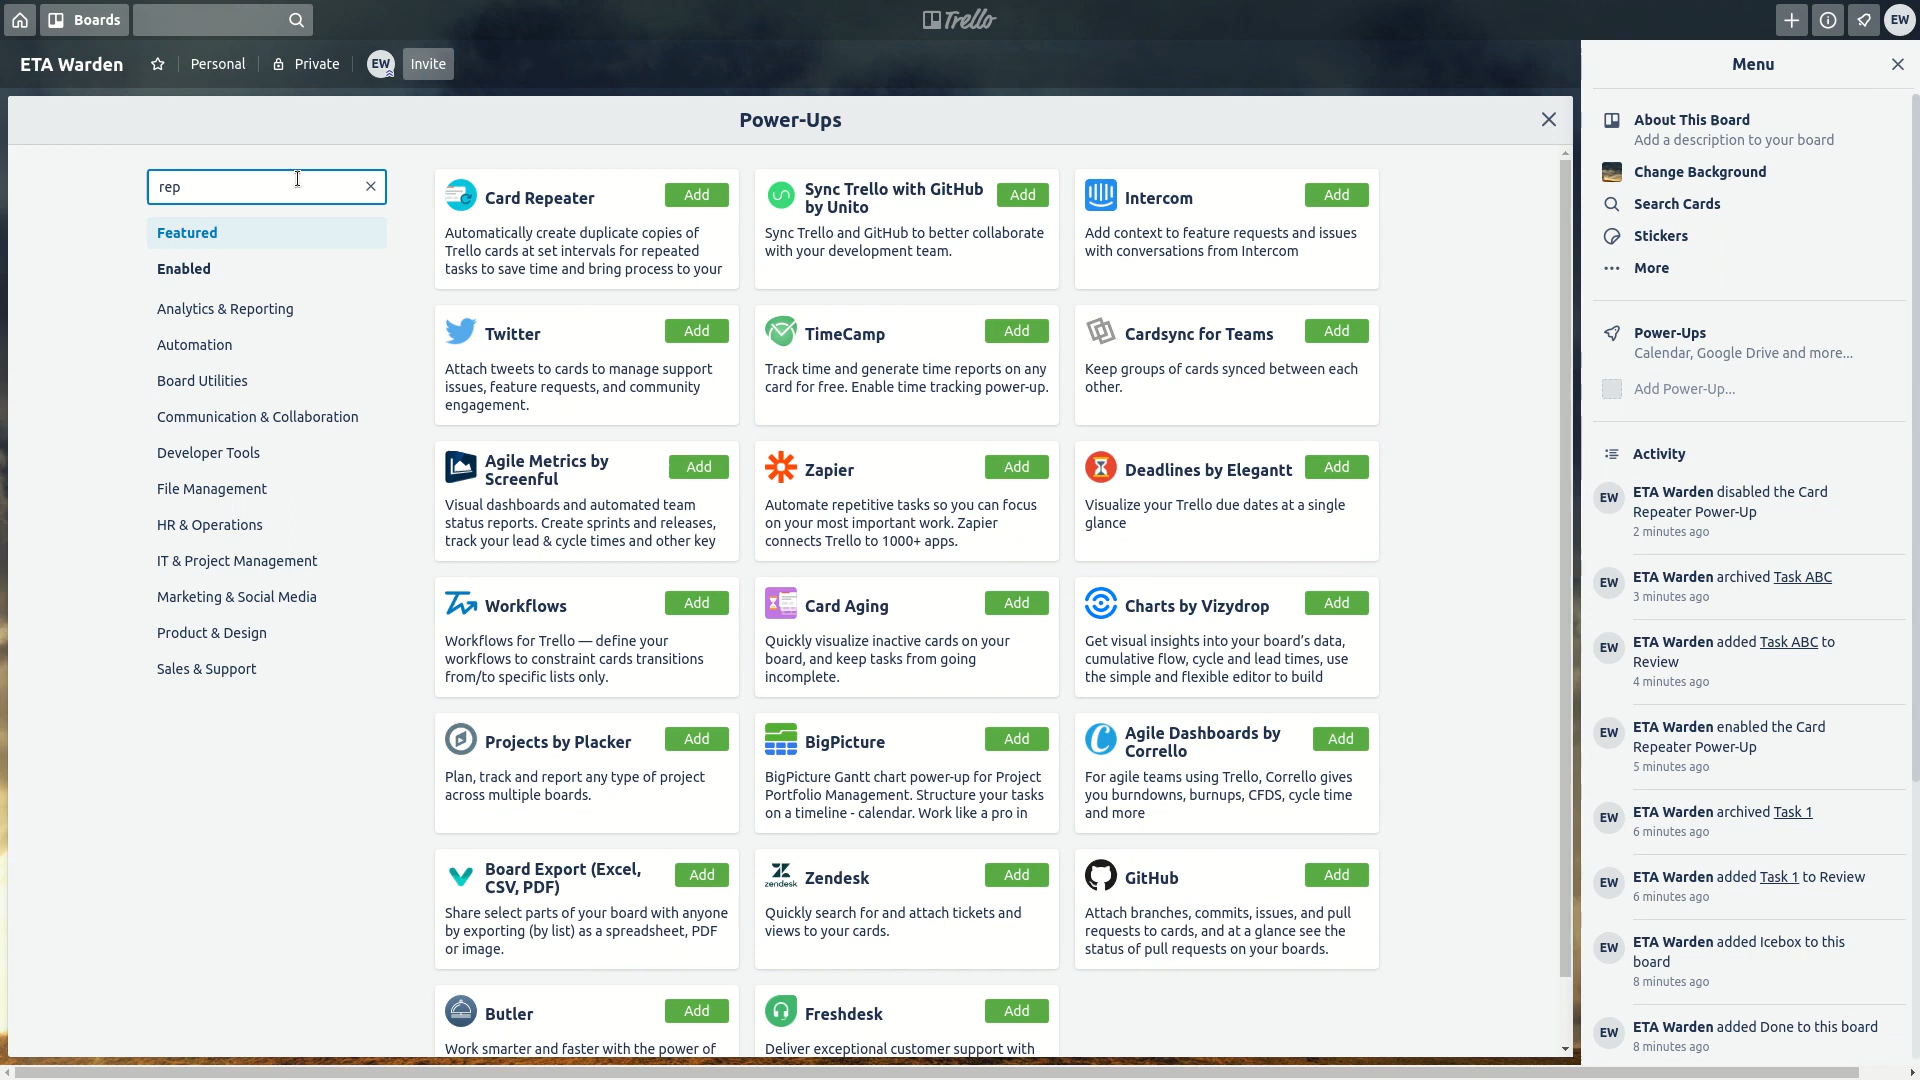 Boards
Trello
EW
ETA Warden
Personal
Private
EW
Invite
Power-Ups
rep
Featured
Enabled
Analytics & Reporting
Automation
Board Utilities
Communication & Collaboration
Developer Tools
File Management
HR & Operations
IT & Project Management
Marketing & Social Media
Product & Design
Sales & Support
Card Repeater
Add
Automatically create duplicate copies of
Trello cards at set intervals for repeated
tasks to save time and bring process to your
Sync Trello with GitHub
by Unito
Add
Sync Trello and GitHub to better collaborate
with your development team.
Intercom
Add
Add context to feature requests and issues
with conversations from Intercom
Twitter
Add
Attach tweets to cards to manage support
issues, feature requests, and community
engagement.
TimeCamp
Add
Track time and generate time reports on any
card for free. Enable time tracking power-up.
Cardsync for Teams
Add
Keep groups of cards synced between each
other.
Agile Metrics by
Screenful
Add
Visual dashboards and automated team
status reports. Create sprints and releases,
track your lead & cycle times and other key
Zapier
Add
Automate repetitive tasks so you can focus
on your most important work. Zapier
connects Trello to 1000+ apps.
Deadlines by Elegantt
Add
Visualize your Trello due dates at a single
glance
Workflows
Add
Workflows for Trello — define your
workflows to constraint cards transitions
from/to specific lists only.
Card Aging
Add
Quickly visualize inactive cards on your
board, and keep tasks from going
incomplete.
Charts by Vizydrop
Add
Get visual insights into your board's data,
cumulative flow, cycle and lead times, use
the simple and flexible editor to build
Projects by Placker
Add
Plan, track and report any type of project
across multiple boards.
BigPicture
Add
BigPicture Gantt chart power-up for Project
Portfolio Management. Structure your tasks
on a timeline - calendar. Work like a pro in
Agile Dashboards by
Corrello
Add
For agile teams using Trello, Corrello gives
you burndowns, burnups, CFDS, cycle time
and more
Board Export (Excel,
CSV, PDF)
Add
Share select parts of your board with anyone
by exporting (by list) as a spreadsheet, PDF
or image.
zendesk
Zendesk
Add
Quickly search for and attach tickets and
views to your cards.
GitHub
Add
Attach branches, commits, issues, and pull
requests to cards, and at a glance see the
status of pull requests on your boards.
Butler
Add
Work smarter and faster with the power of
Freshdesk
Add
Deliver exceptional customer support with
Menu
About This Board
Add a description to your board
Change Background
Search Cards
Stickers
More
Power-Ups
Calendar, Google Drive and more...
Add Power-Up...
Activity
EW
ETA Warden disabled the Card
Repeater Power-Up
2 minutes ago
EW
ETA Warden archived Task ABC
3 minutes ago
EW
ETA Warden added Task ABC to
Review
4 minutes ago
EW
ETA Warden enabled the Card
Repeater Power-Up
5 minutes ago
EW
ETA Warden archived Task 1
6 minutes ago
EW
ETA Warden added Task 1 to Review
6 minutes ago
EW
ETA Warden added Icebox to this
board
8 minutes ago
EW
ETA Warden added Done to this board
8 minutes ago